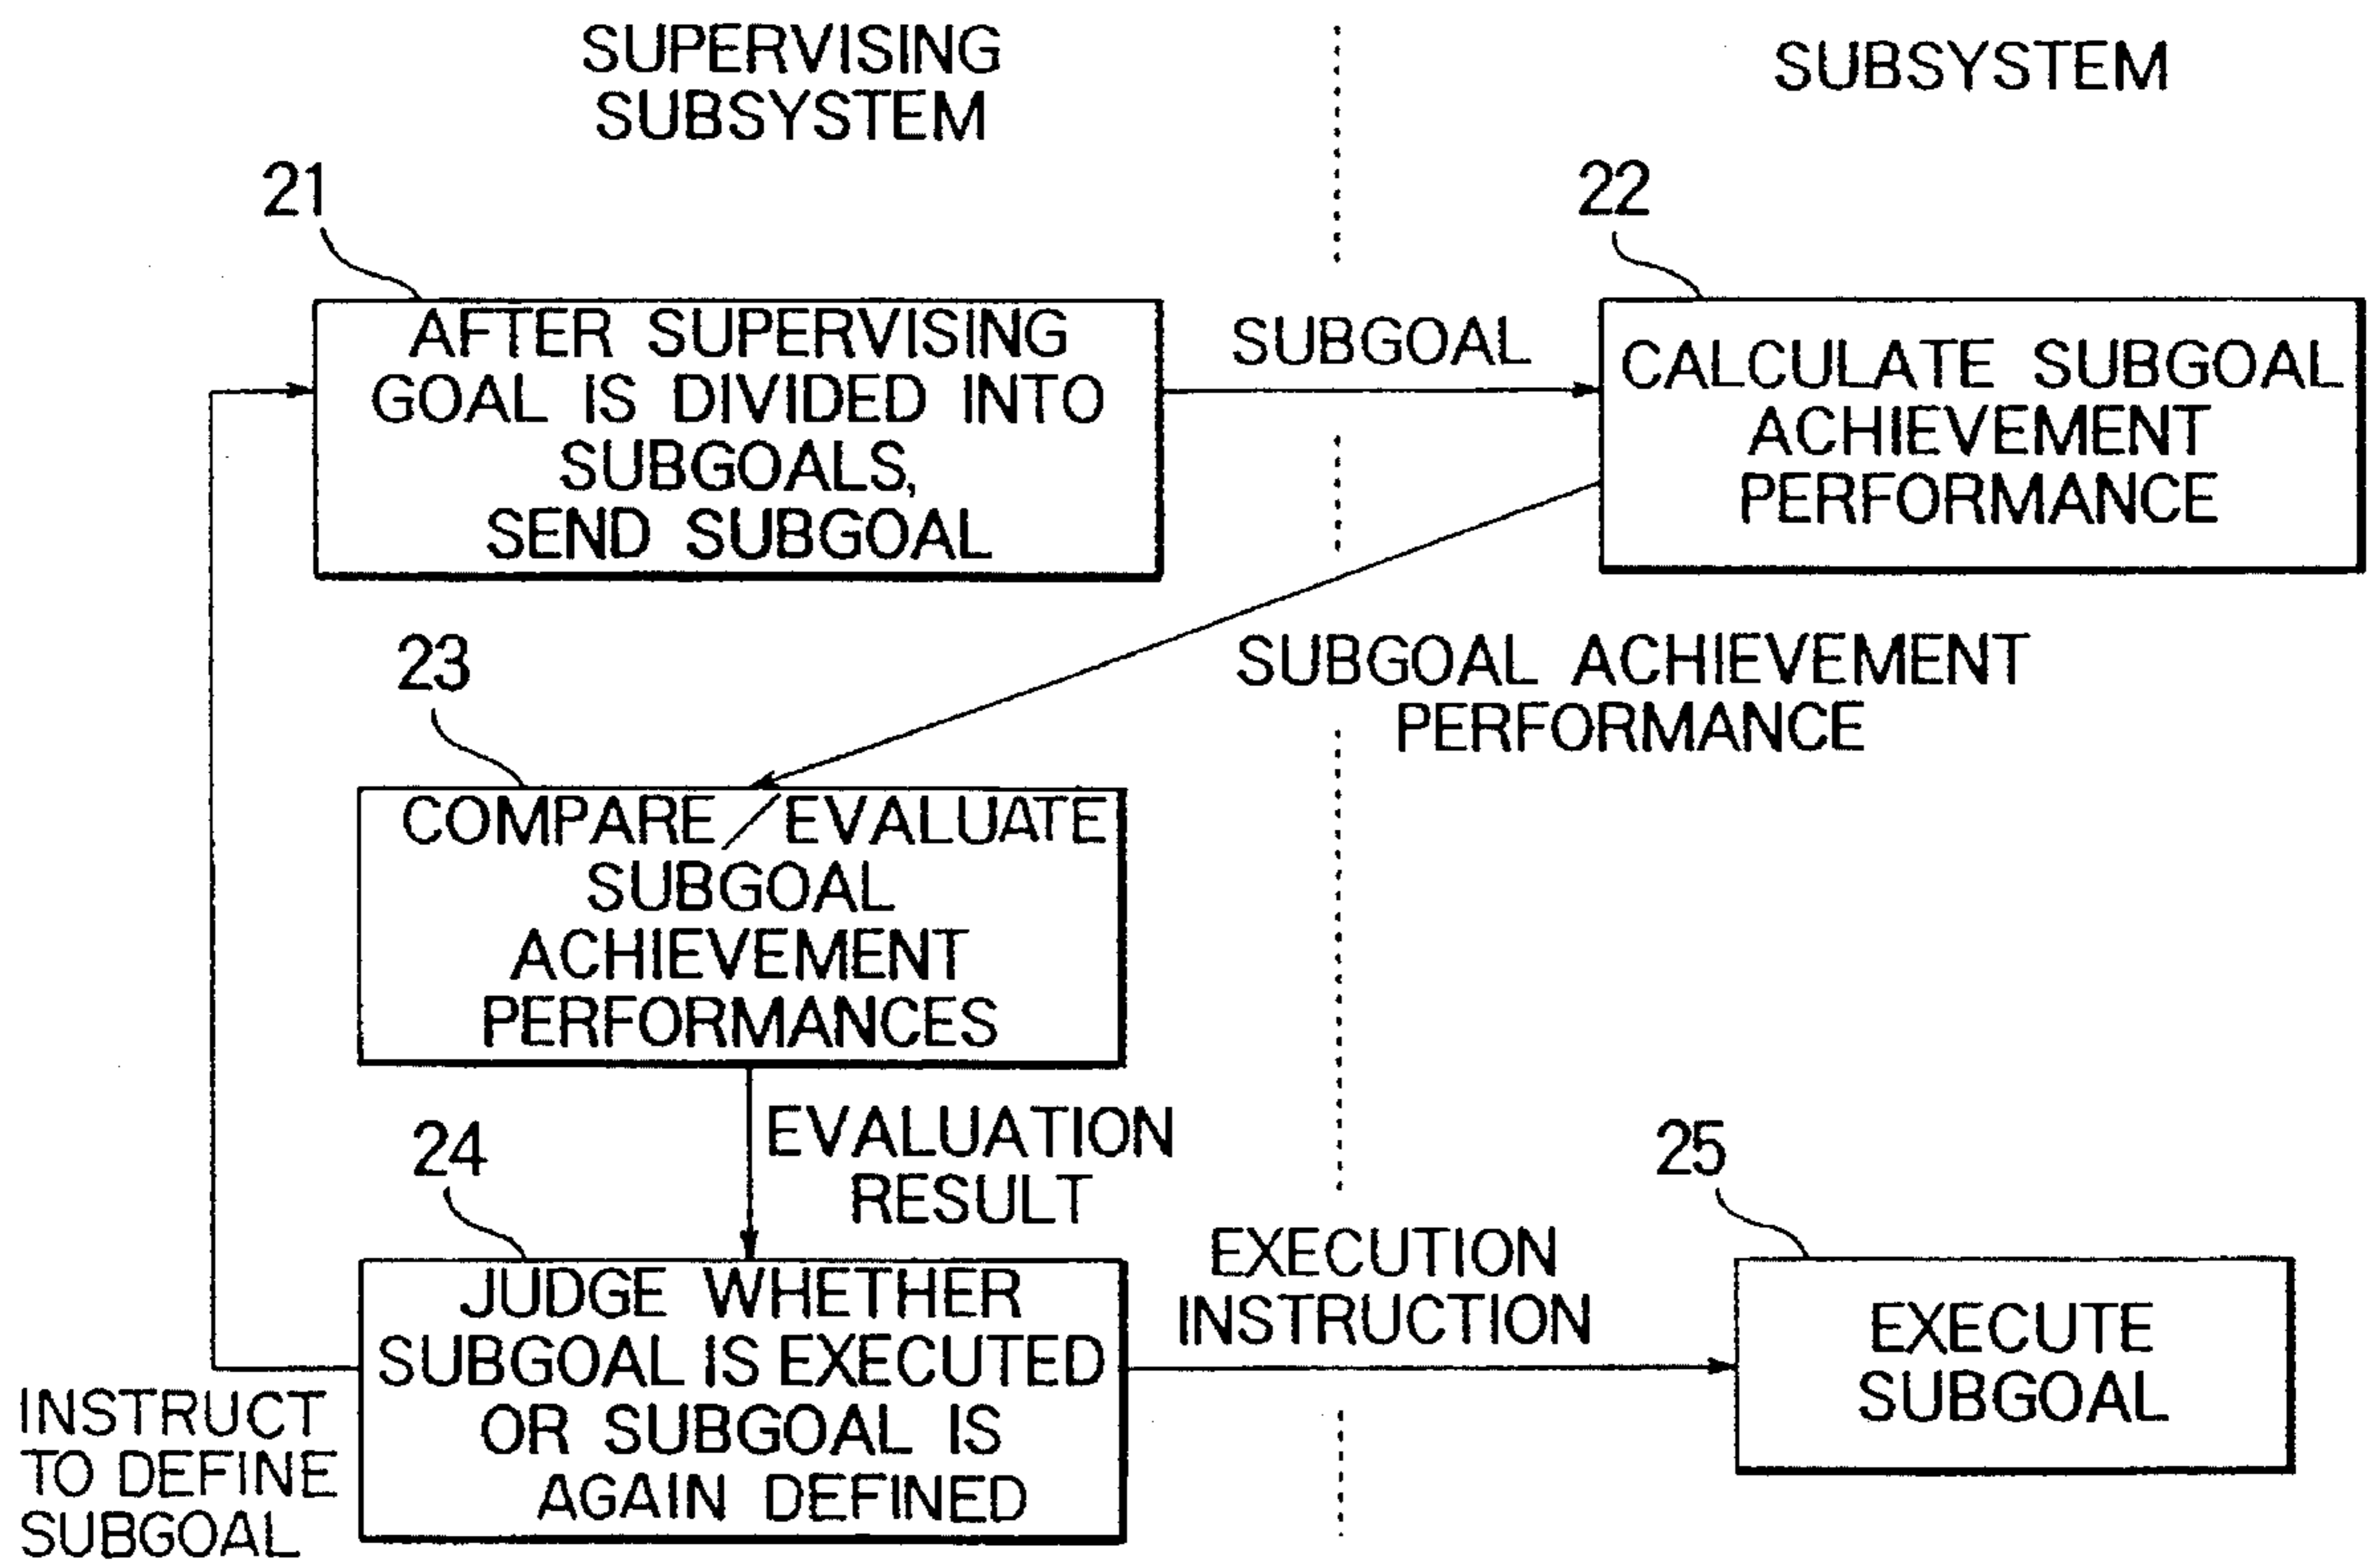 SUPERVISING
SUBSYSTEM
SUBSYSTEM
21
22
AFTER SUPERVISING
GOAL IS DIVIDED INTO
SUBGOALS,
SEND SUBGOAL
SUBGOAL
CALCULATE SUBGOAL
ACHIEVEMENT
PERFORMANCE
SUBGOAL ACHIEVEMENT
PERFORMANCE
23
COMPARE/EVALUATE
SUBGOAL
ACHIEVEMENT
PERFORMANCES
EVALUATION
RESULT
24
JUDGE WHETHER
SUBGOAL IS EXECUTED
OR SUBGOAL IS
AGAIN DEFINED
INSTRUCT
TO DEFINE
SUBGOAL
EXECUTION
INSTRUCTION
25
EXECUTE
SUBGOAL